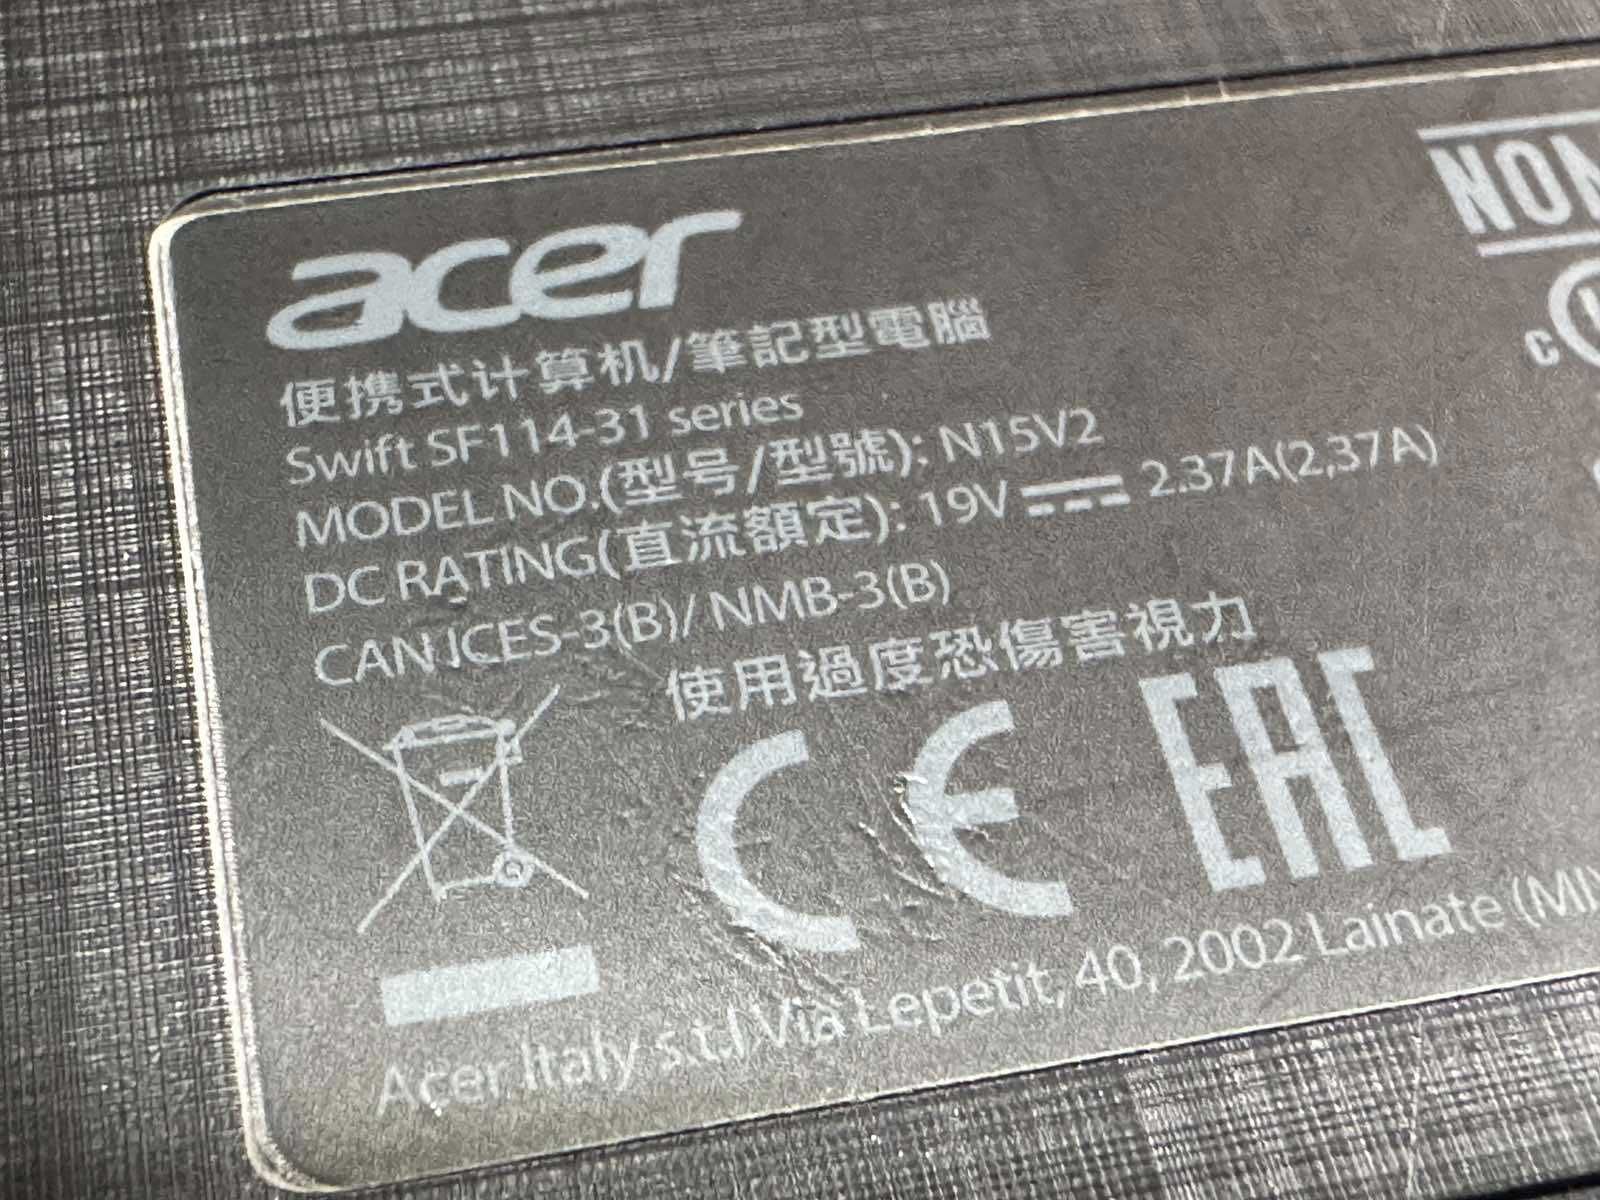 acer
便携式计算机/筆記型電腦
Swift SF114-31 series
MODEL NO.(型号/型號): N15V2
DC RATING(直流額定): 19V 2.37A(2,37A)
CAN ICES-3(B)/ NMB-3(B)
使用過度恐傷害視力
CE EAC
Acer Italy s.r.l Via Lepetit, 40, 2002 Lainate (MI)
NON
C